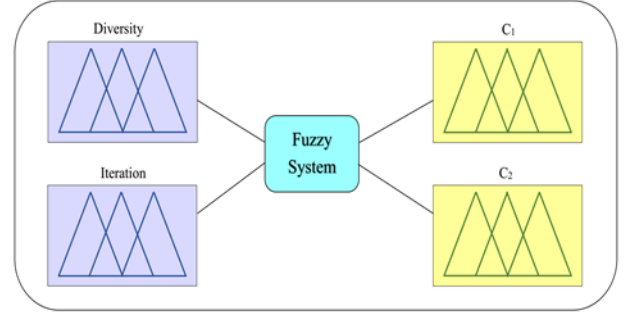 Diversity
C₁
Fuzzy
System
Iteration
C₂